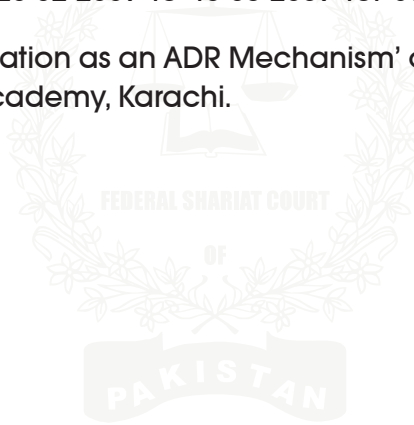 ation as an ADR Mechanism’
cademy, Karachi.
FEDERAL SHARIAT COURT
OF
PAKISTAN